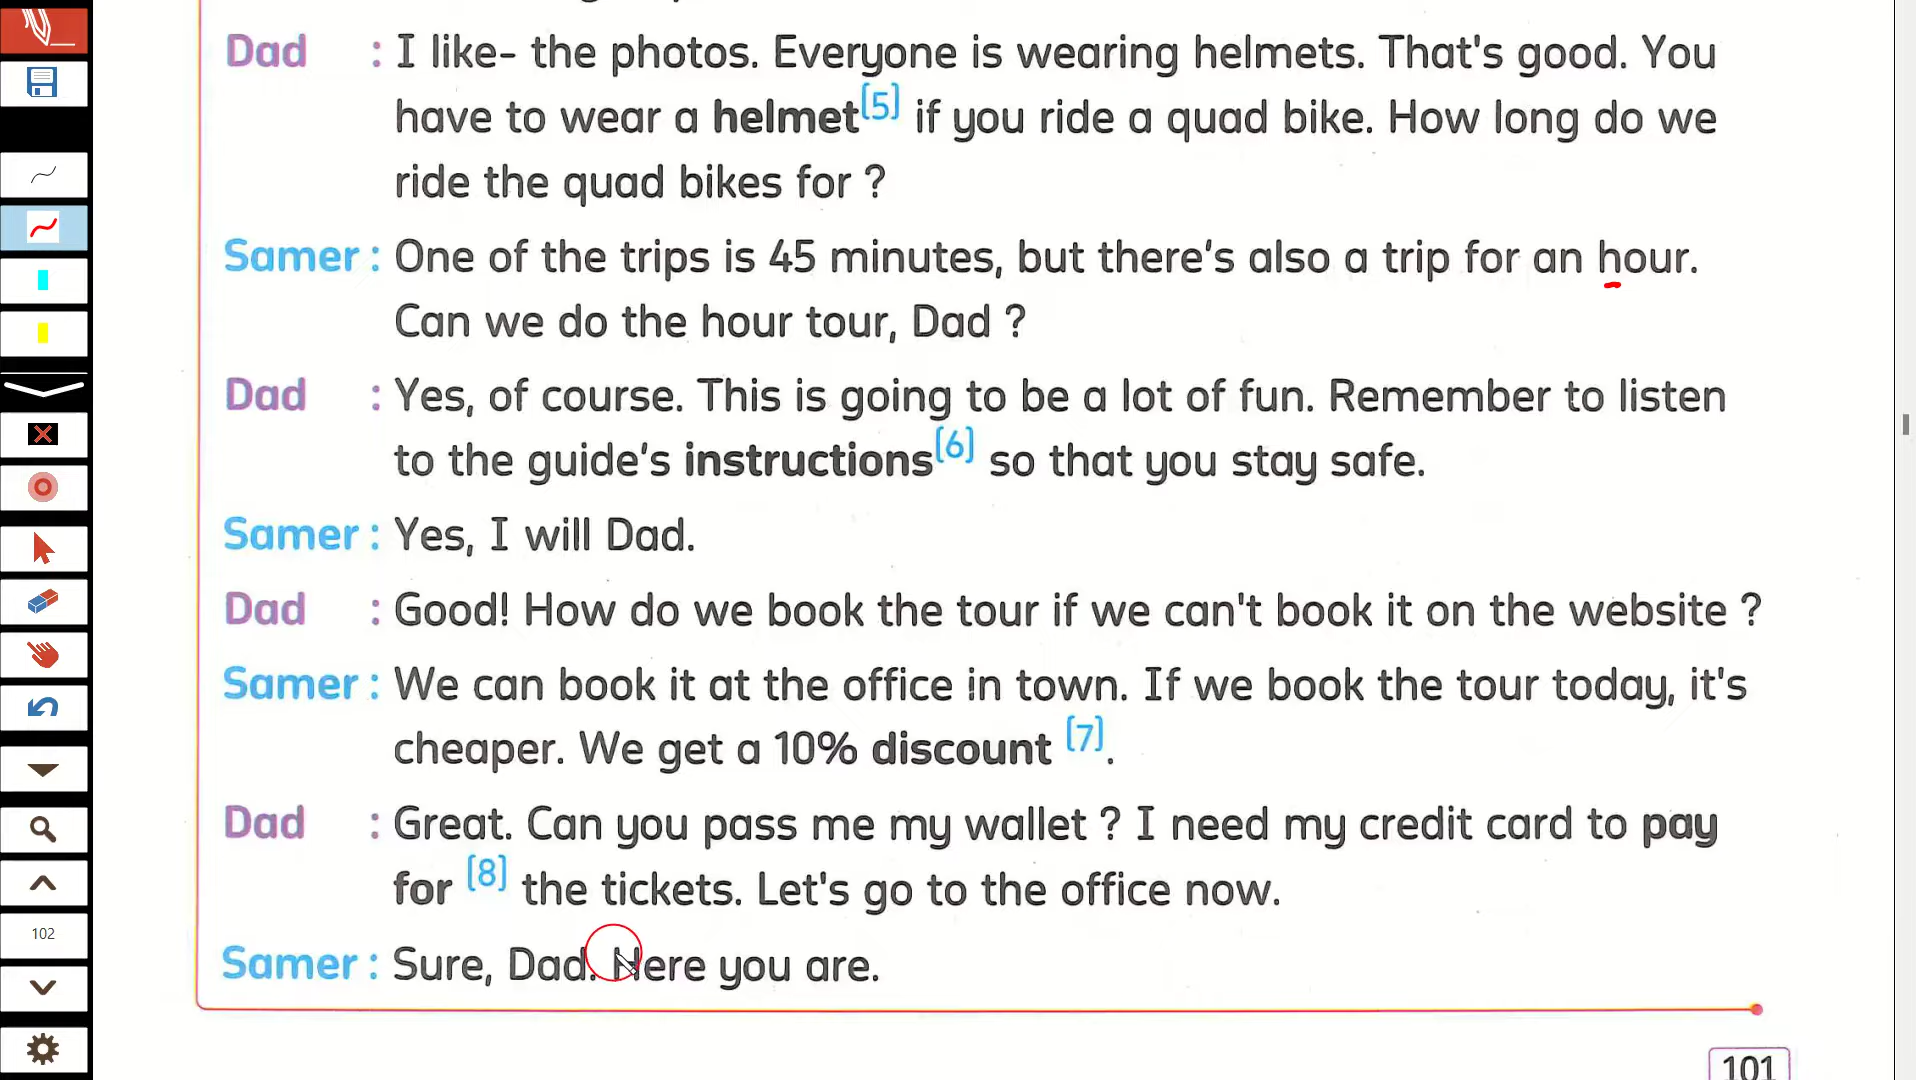 Dad : I like- the photos. Everyone is wearing helmets. That's good. You
have to wear a helmet[5] if you ride a quad bike. How long do we
ride the quad bikes for ?
Samer : One of the trips is 45 minutes, but there's also a trip for an hour.
Can we do the hour tour, Dad ?
Dad : Yes, of course. This is going to be a lot of fun. Remember to listen
to the guide's instructions[6] so that you stay safe.
Samer : Yes, I will Dad.
Dad : Good! How do we book the tour if we can't book it on the website ?
Samer : We can book it at the office in town. If we book the tour today, it's
cheaper. We get a 10% discount [7].
Dad : Great. Can you pass me my wallet ? I need my credit card to pay
for [8] the tickets. Let's go to the office now.
Samer : Sure, Dad. Here you are.
102
101